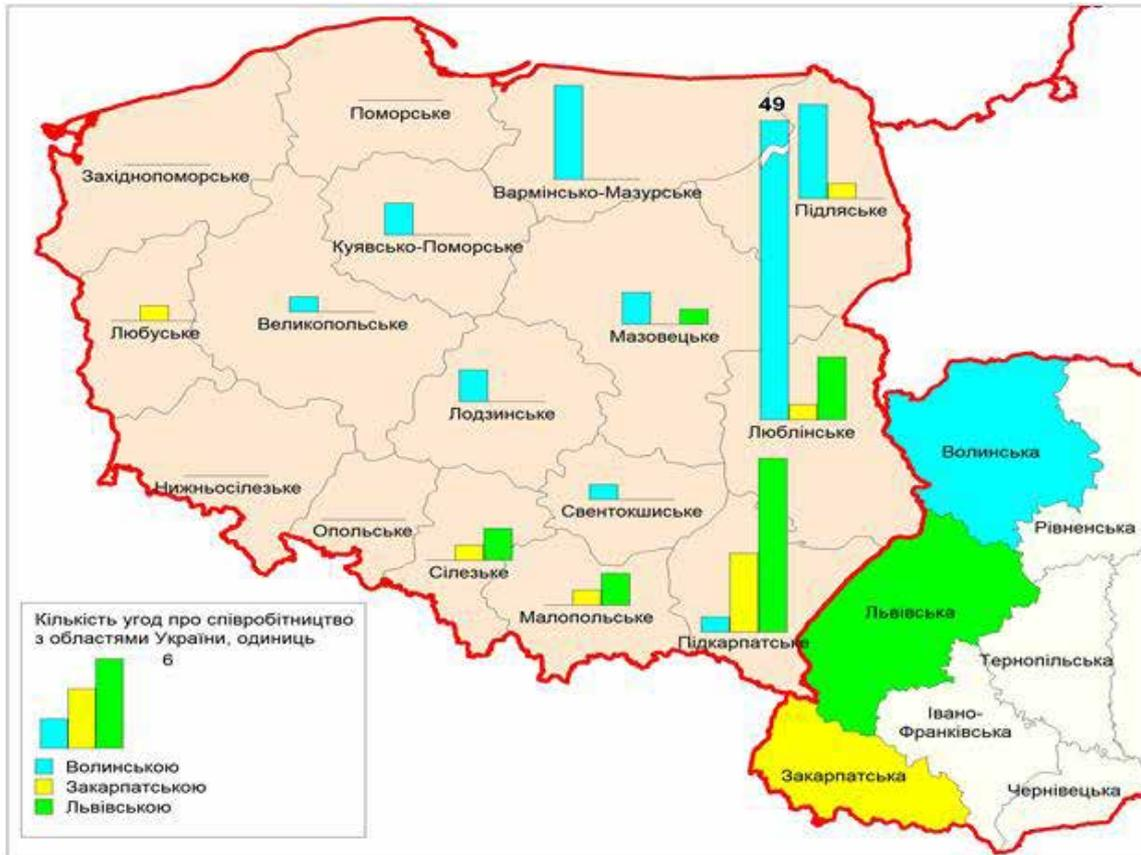 Поморське
49
Західнопоморське
Вармінсько-Мазурське
Підляське
Куявсько-Поморське
Любуське
Великопольське
Мазовецьке
Лодзинське
Люблінське
Волинська
Нижньосілезьке
Свентокшиське
Опольське
Рівненська
Сілезьке
Малопольське
Львівська
Підкарпатське
Тернопільська
Івано-
Франківська
Закарпатська
Чернівецька
Кількість угод про співробітництво
з областями України, одиниць
6
Волинською
Закарпатською
Львівською